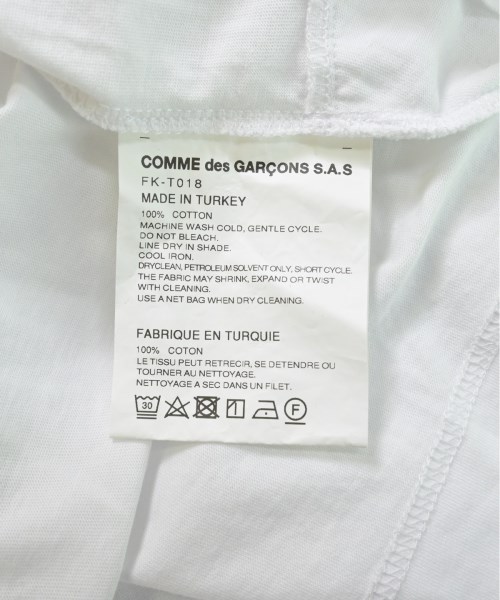 COMME des GARÇONS S.A.S
FK-T018
MADE IN TURKEY
100% COTTON
MACHINE WASH COLD, GENTLE CYCLE.
DO NOT BLEACH.
LINE DRY IN SHADE.
COOL IRON.
DRYCLEAN, PETROLEUM SOLVENT ONLY, SHORT CYCLE.
THE FABRIC MAY SHRINK, EXPAND OR TWIST
WITH CLEANING.
USE A NET BAG WHEN DRY CLEANING.
FABRIQUE EN TURQUIE
100% COTON
LE TISSU PEUT RETRECIR, SE DETENDRE OU
TOURNER AU NETTOYAGE.
NETTOYAGE A SEC DANS UN FILET.
30 F